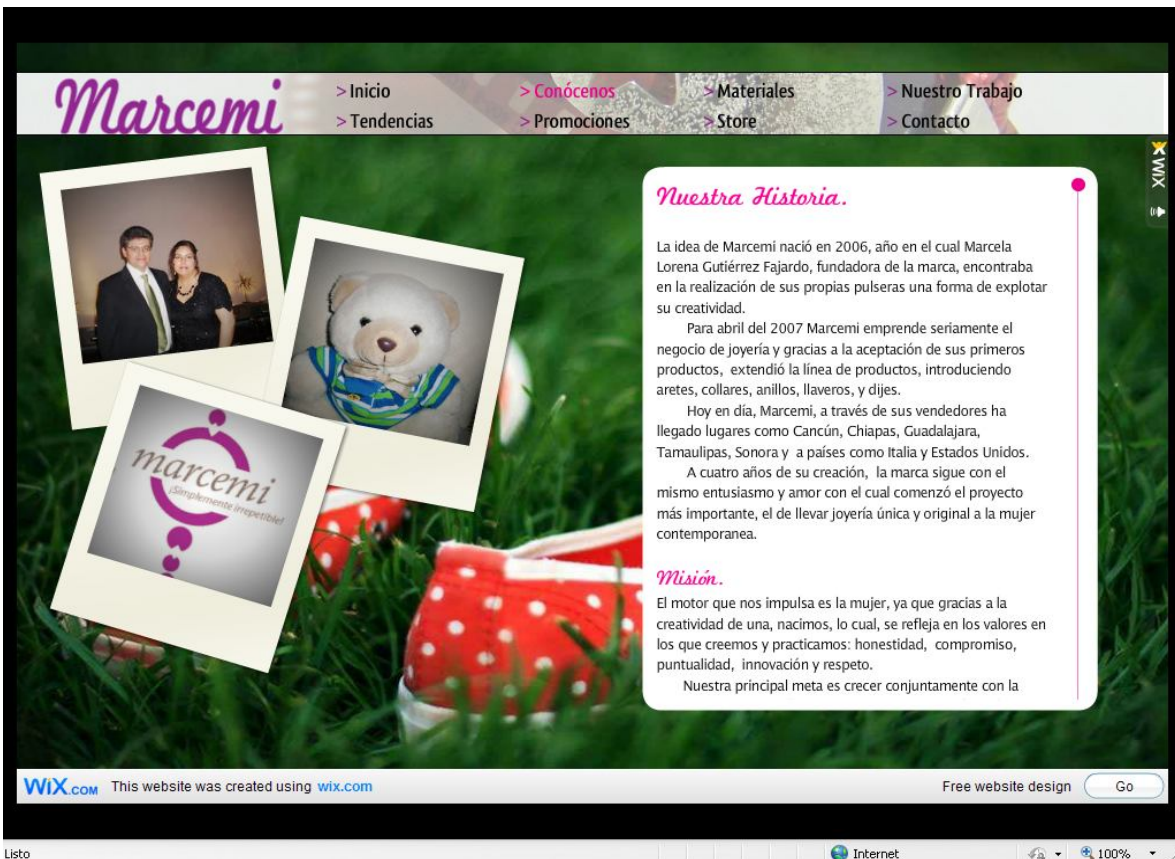 Marcemi
> Inicio
> Conócenos
> Materiales
> Nuestro Trabajo
> Tendencias
> Promociones
> Store
> Contacto
WiX
marcemi
¡Simplemente irrepetible!
Nuestra Historia.
La idea de Marcemi nació en 2006, año en el cual Marcela
Lorena Gutiérrez Fajardo, fundadora de la marca, encontraba
en la realización de sus propias pulseras una forma de explotar
su creatividad.
Para abril del 2007 Marcemi emprende seriamente el
negocio de joyería y gracias a la aceptación de sus primeros
productos, extendió la línea de productos, introduciendo
aretes, collares, anillos, llaveros, y dijes.
Hoy en día, Marcemi, a través de sus vendedores ha
llegado lugares como Cancún, Chiapas, Guadalajara,
Tamaulipas, Sonora y a países como Italia y Estados Unidos.
A cuatro años de su creación, la marca sigue con el
mismo entusiasmo y amor con el cual comenzó el proyecto
más importante, el de llevar joyería única y original a la mujer
contemporanea.
Misión.
El motor que nos impulsa es la mujer, ya que gracias a la
creatividad de una, nacimos, lo cual, se refleja en los valores en
los que creemos y practicamos: honestidad, compromiso,
puntualidad, innovación y respeto.
Nuestra principal meta es crecer conjuntamente con la
WiX.COM This website was created using wix.com
Free website design Go
Listo
Internet
100%